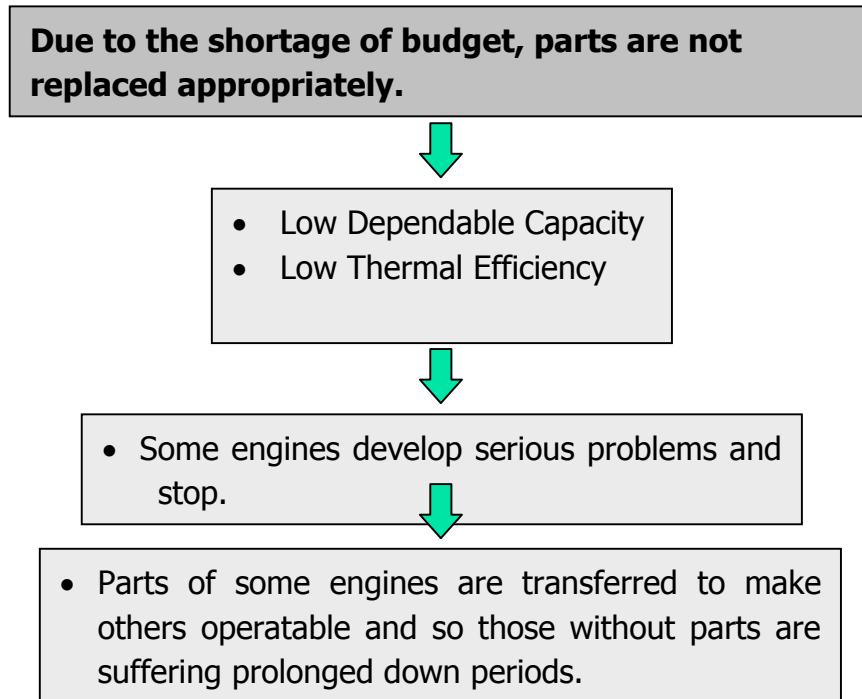 Due to the shortage of budget, parts are not
replaced appropriately.
• Low Dependable Capacity
• Low Thermal Efficiency
• Some engines develop serious problems and
stop.
• Parts of some engines are transferred to make
others operatable and so those without parts are
suffering prolonged down periods.